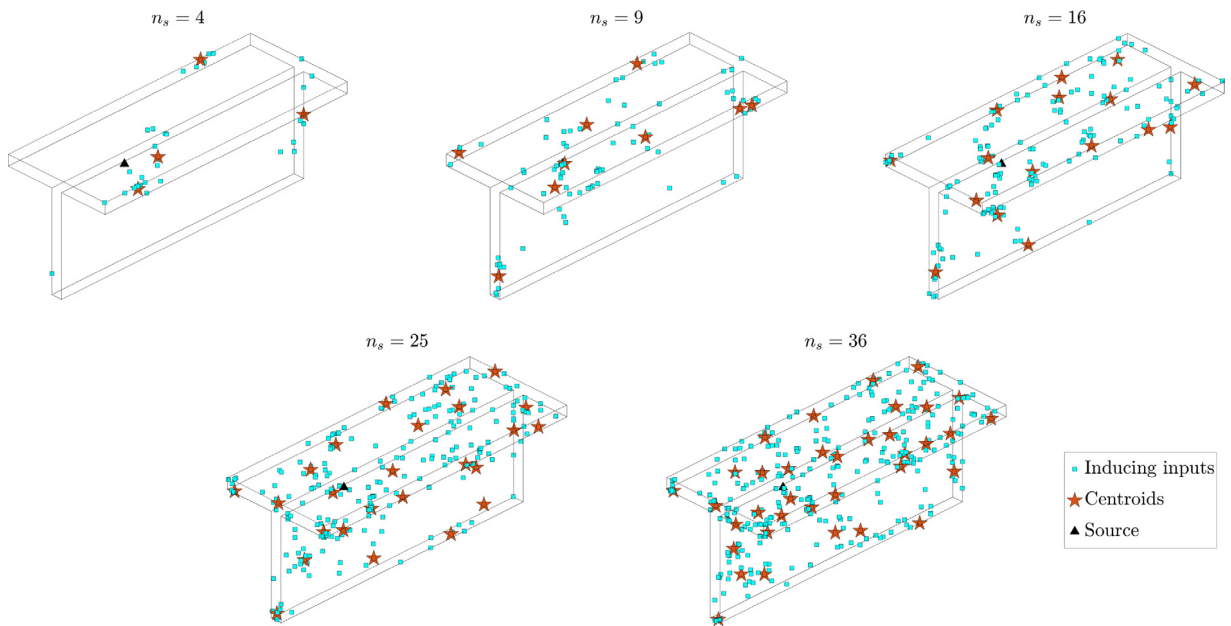 n_s = 4
n_s = 9
n_s = 16
n_s = 25
n_s = 36
Inducing inputs
Centroids
Source